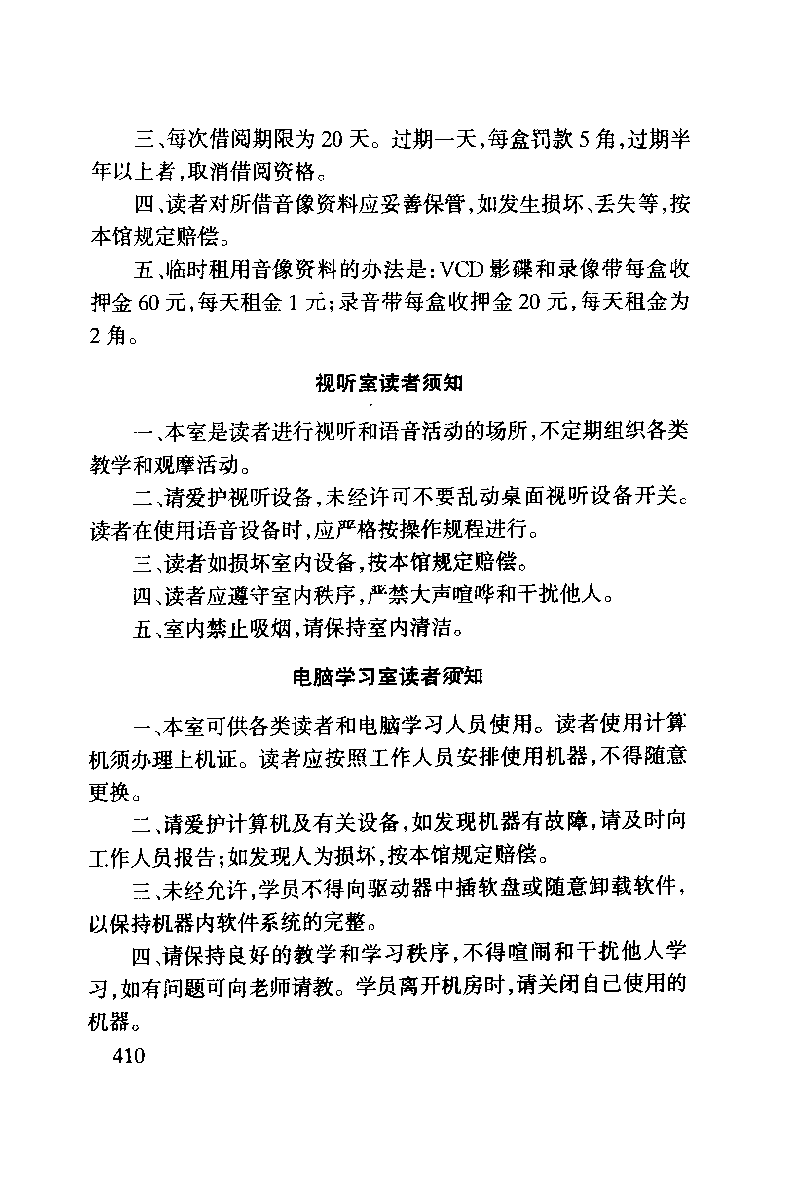 三、每次借阅期限为 20 天。过期一天,每盒罚款 5 角,过期半
年以上者,取消借阅资格。
四、读者对所借音像资料应妥善保管,如发生损坏、丢失等,按
本馆规定赔偿。
五、临时租用音像资料的办法是:VCD 影碟和录像带每盒收
押金 60 元,每天租金 1 元;录音带每盒收押金 20 元,每天租金为
2 角。
视听室读者须知
一、本室是读者进行视听和语音活动的场所,不定期组织各类
教学和观摩活动。
二、请爱护视听设备,未经许可不要乱动桌面视听设备开关。
读者在使用语音设备时,应严格按操作规程进行。
三、读者如损坏室内设备,按本馆规定赔偿。
四、读者应遵守室内秩序,严禁大声喧哗和干扰他人。
五、室内禁止吸烟,请保持室内清洁。
电脑学习室读者须知
一、本室可供各类读者和电脑学习人员使用。读者使用计算
机须办理上机证。读者应按照工作人员安排使用机器,不得随意
更换。
二、请爱护计算机及有关设备,如发现机器有故障,请及时向
工作人员报告;如发现人为损坏,按本馆规定赔偿。
三、未经允许,学员不得向驱动器中插软盘或随意卸载软件,
以保持机器内软件系统的完整。
四、请保持良好的教学和学习秩序,不得喧闹和干扰他人学
习,如有问题可向老师请教。学员离开机房时,请关闭自己使用的
机器。
410